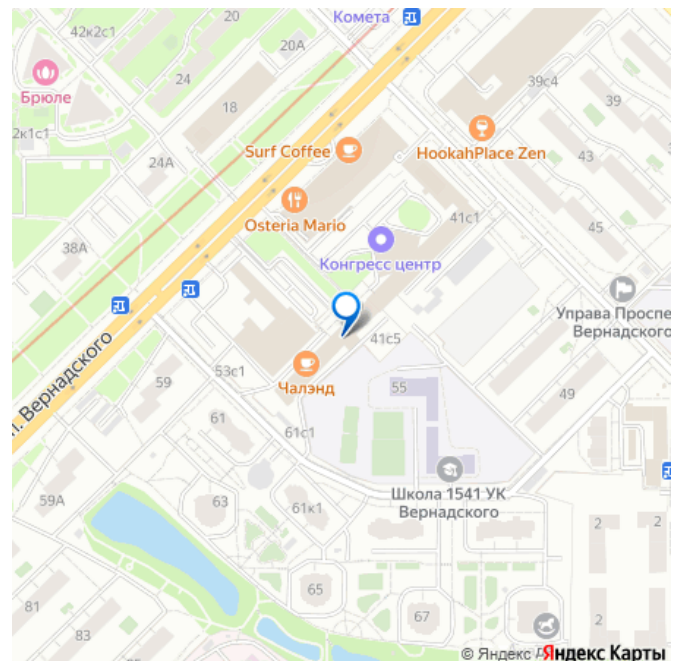 42к2с1
20
Комета
20А
24
Брюле
18
39с4
39
2к1с1
Surf Coffee
HookahPlace Zen
24А
43
Osteria Mario
41с1
45
38А
Конгресс центр
Управа Проспе
Вернадского
41с5
п. Вернадского
59
53с1
Чалэнд
55
49
61
61с1
Школа 1541 УК
Вернадского
59А
63
61к1
2
2
65
67
2
81
83
© Яндекс
Яндекс Карты